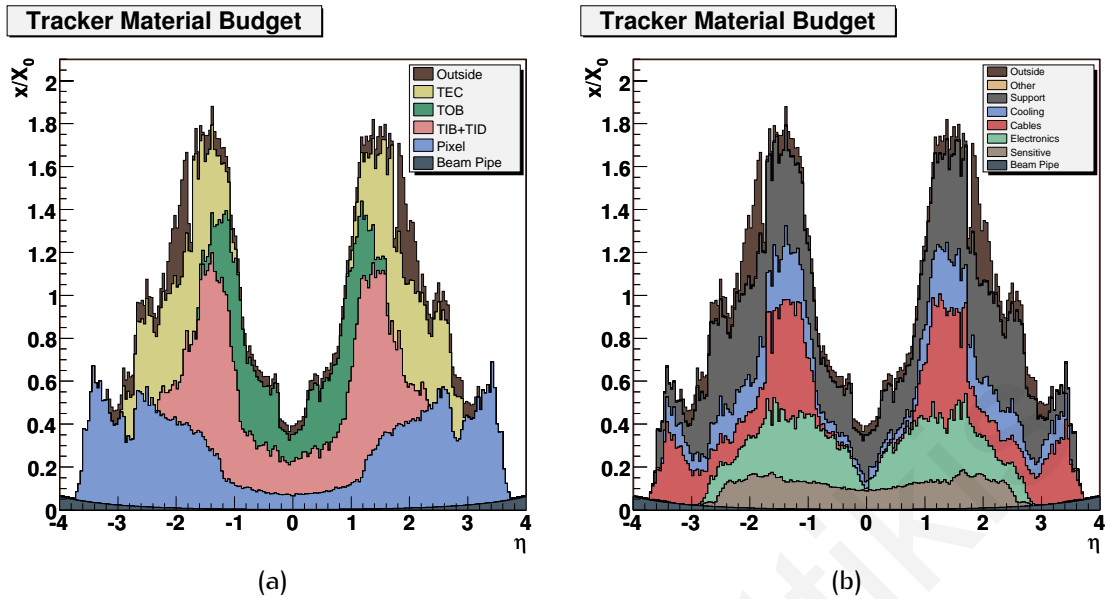 Tracker Material Budget
x/X0
2
1.8
1.6
1.4
1.2
1
0.8
0.6
0.4
0.2
0
-4 -3 -2 -1 0 1 2 3 4
η
Outside
TEC
TOB
TIB+TID
Pixel
Beam Pipe
(a)
Tracker Material Budget
x/X0
2
1.8
1.6
1.4
1.2
1
0.8
0.6
0.4
0.2
0
-4 -3 -2 -1 0 1 2 3 4
η
Outside
Other
Support
Cooling
Cables
Electronics
Sensitive
Beam Pipe
(b)